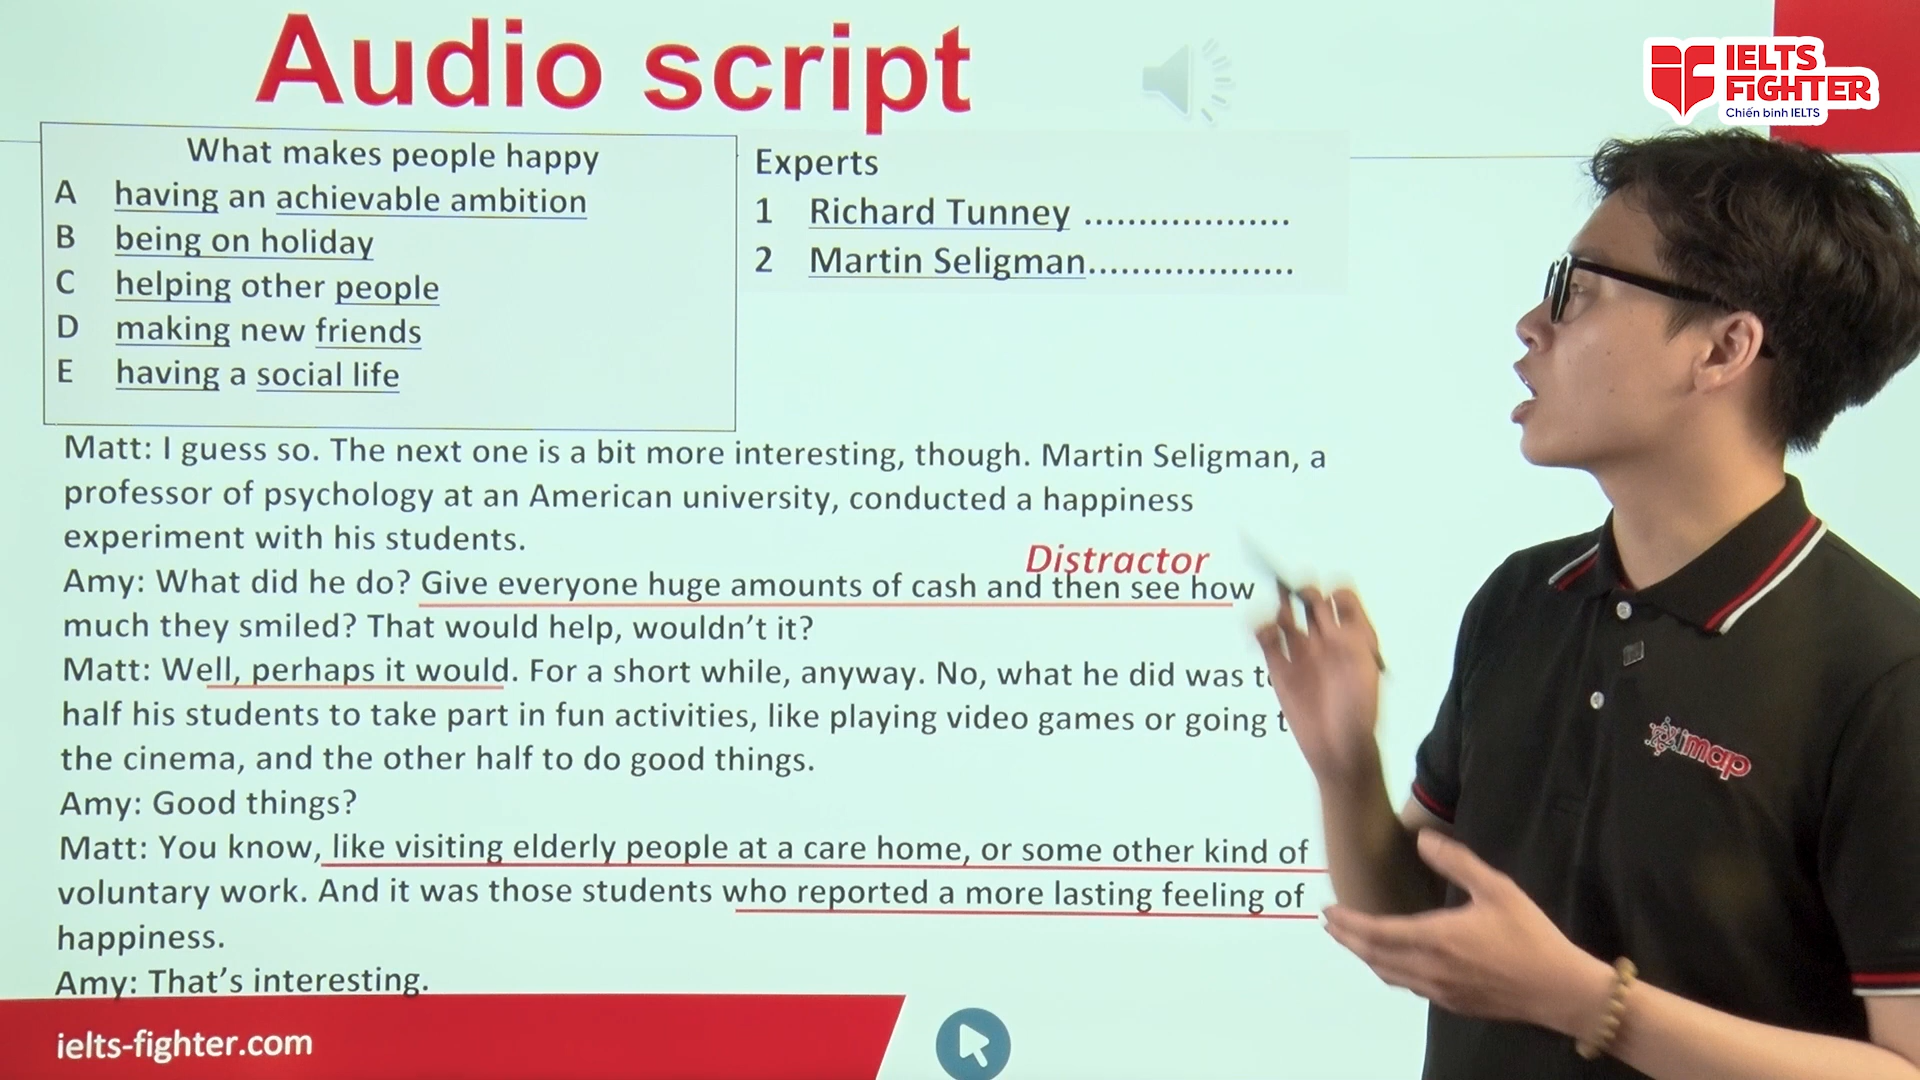 Audio script
IELTS
FiGHTER
Chiến binh IELTS
What makes people happy
A having an achievable ambition
B being on holiday
C helping other people
D making new friends
E having a social life
Experts
1 Richard Tunney ...................
2 Martin Seligman...................
Matt: I guess so. The next one is a bit more interesting, though. Martin Seligman, a
professor of psychology at an American university, conducted a happiness
experiment with his students.
Distractor
Amy: What did he do? Give everyone huge amounts of cash and then see how
much they smiled? That would help, wouldn’t it?
Matt: Well, perhaps it would. For a short while, anyway. No, what he did was
half his students to take part in fun activities, like playing video games or going
the cinema, and the other half to do good things.
Amy: Good things?
Matt: You know, like visiting elderly people at a care home, or some other kind of
voluntary work. And it was those students who reported a more lasting feeling of
happiness.
Amy: That’s interesting.
imap
ielts-fighter.com